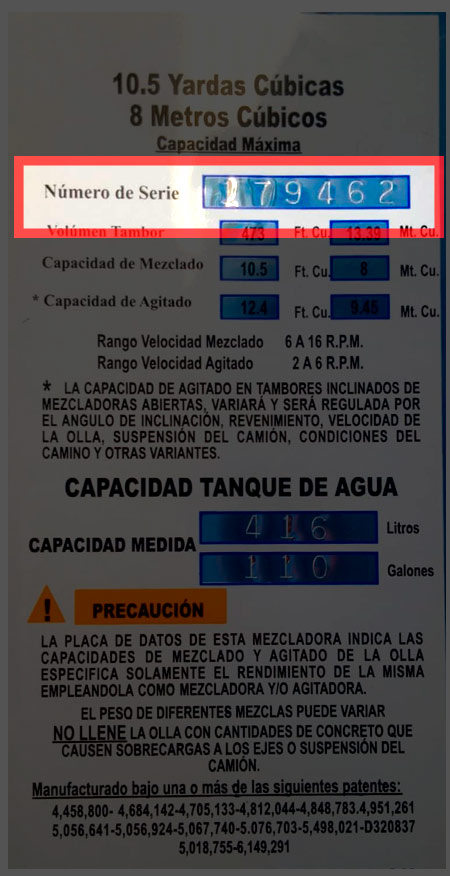 10.5 Yardas Cúbicas
8 Metros Cúbicos
Capacidad Máxima
Número de Serie 179462
Volúmen Tambor 473 Ft. Cu. 13.39 Mt. Cu.
Capacidad de Mezclado 10.5 Ft. Cu. 8 Mt. Cu.
* Capacidad de Agitado 12.4 Ft. Cu. 9.45 Mt. Cu.
Rango Velocidad Mezclado 6 A 16 R.P.M.
Rango Velocidad Agitado 2 A 6 R.P.M.
* LA CAPACIDAD DE AGITADO EN TAMBORES INCLINADOS DE
MEZCLADORAS ABIERTAS, VARIARÁ Y SERÁ REGULADA POR
EL ANGULO DE INCLINACIÓN, REVENIMIENTO, VELOCIDAD DE
LA OLLA, SUSPENSIÓN DEL CAMIÓN, CONDICIONES DEL
CAMINO Y OTRAS VARIANTES.
CAPACIDAD TANQUE DE AGUA
CAPACIDAD MEDIDA
416 Litros
110 Galones
! PRECAUCIÓN
LA PLACA DE DATOS DE ESTA MEZCLADORA INDICA LAS
CAPACIDADES DE MEZCLADO Y AGITADO DE LA OLLA
ESPECIFICA SOLAMENTE EL RENDIMIENTO DE LA MISMA
EMPLEANDOLA COMO MEZCLADORA Y/O AGITADORA.
EL PESO DE DIFERENTES MEZCLAS PUEDE VARIAR
NO LLENE LA OLLA CON CANTIDADES DE CONCRETO QUE
CAUSEN SOBRECARGAS A LOS EJES O SUSPENSIÓN DEL
CAMIÓN.
Manufacturado bajo una o más de las siguientes patentes:
4,458,800- 4,684,142-4,705,133-4,812,044-4,848,783.4,951,261
5,056,641-5,056,924-5,067,740-5.076,703-5,498,021-D320837
5,018,755-6,149,291